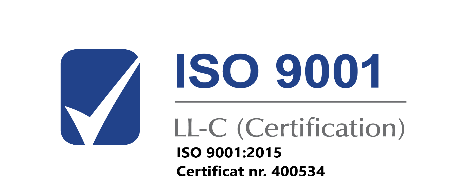 ISO 9001
LL-C (Certification)
ISO 9001:2015
Certificat nr. 400534